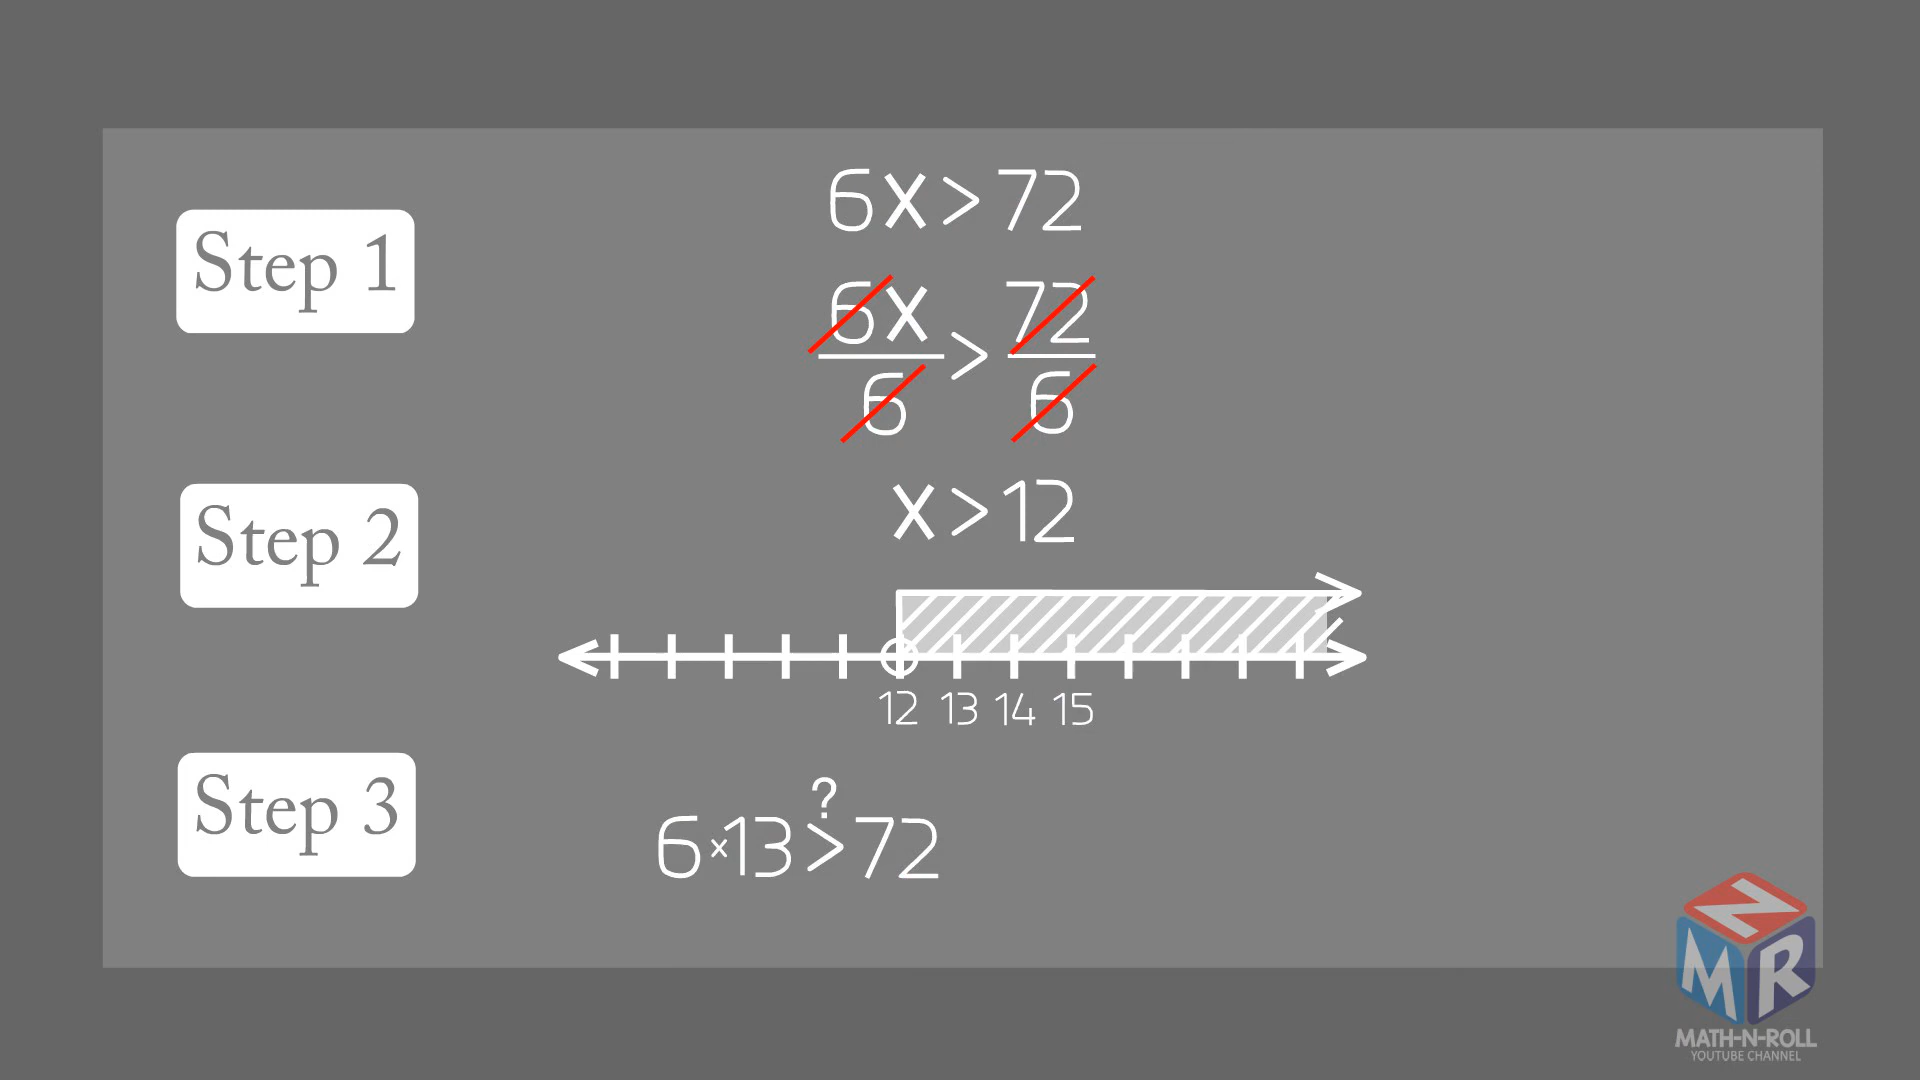 6x>72
Step 1
6x/6 > 72/6
x>12
Step 2
12 13 14 15
Step 3
?
6×13>72
N
M R
MATH-N-ROLL
YOUTUBE CHANNEL